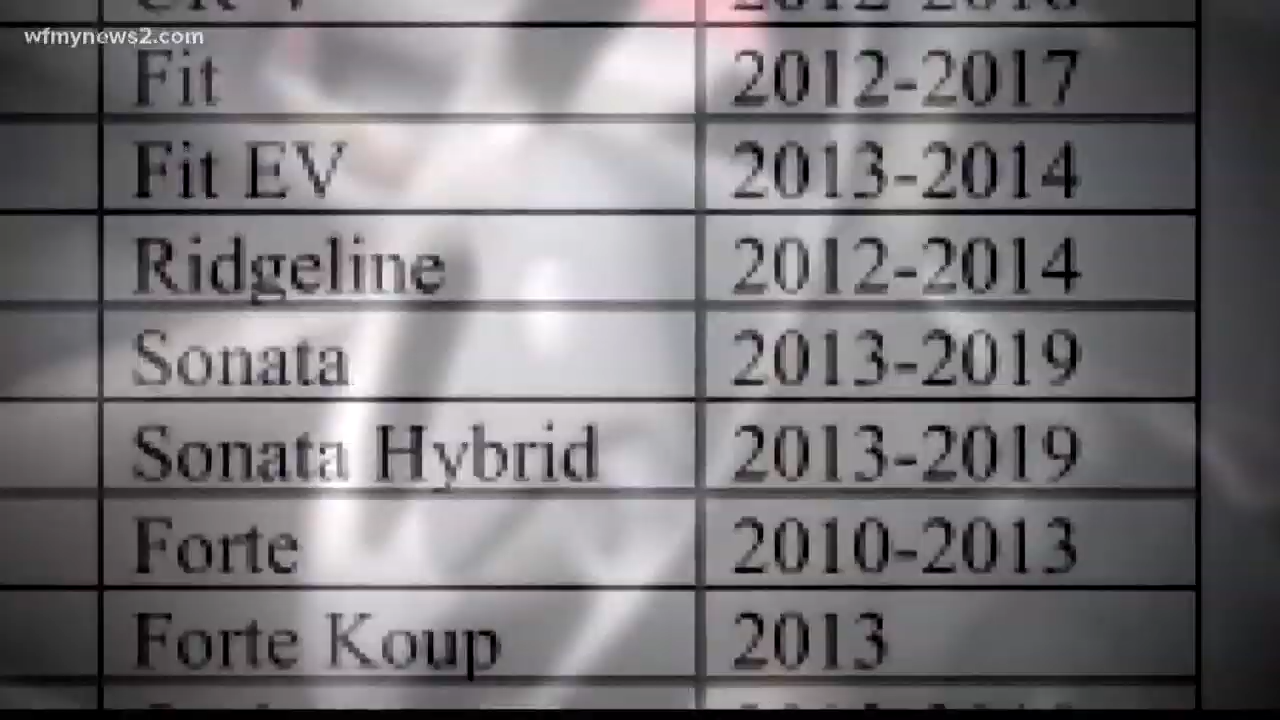 wfmynews2.com
Fit 2012-2017
Fit EV 2013-2014
Ridgeline 2012-2014
Sonata 2013-2019
Sonata Hybrid 2013-2019
Forte 2010-2013
Forte Koup 2013